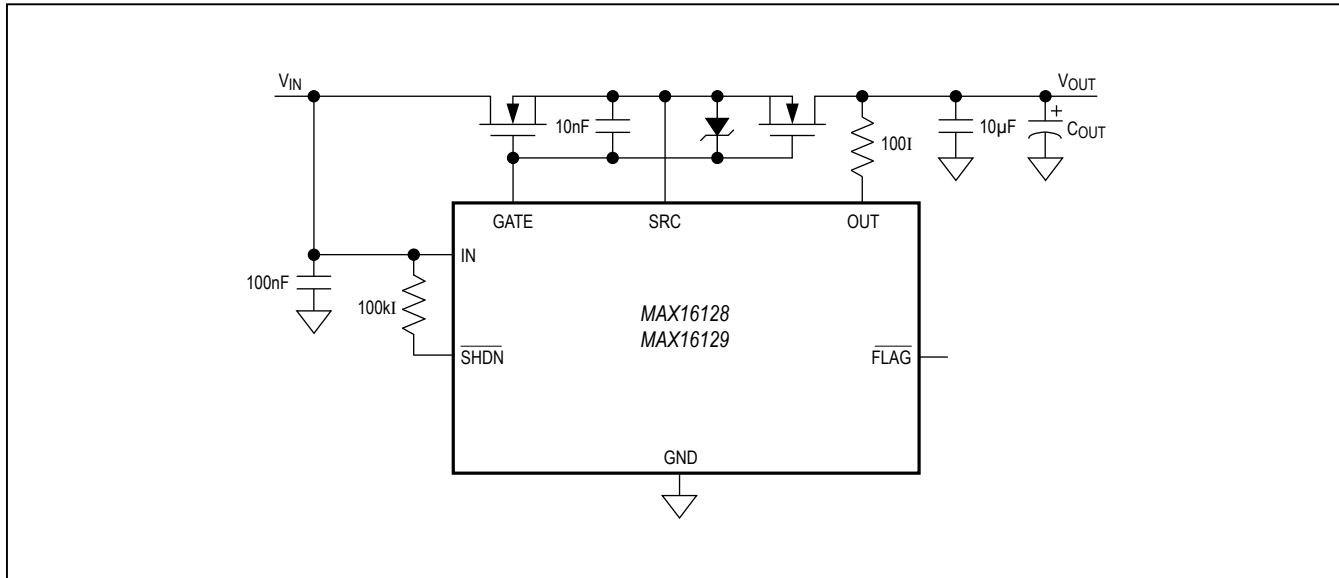 VIN
VOUT
10nF
100I
10µF
+
COUT
GATE
SRC
OUT
IN
100nF
100kI
MAX16128
MAX16129
SHDN
FLAG
GND